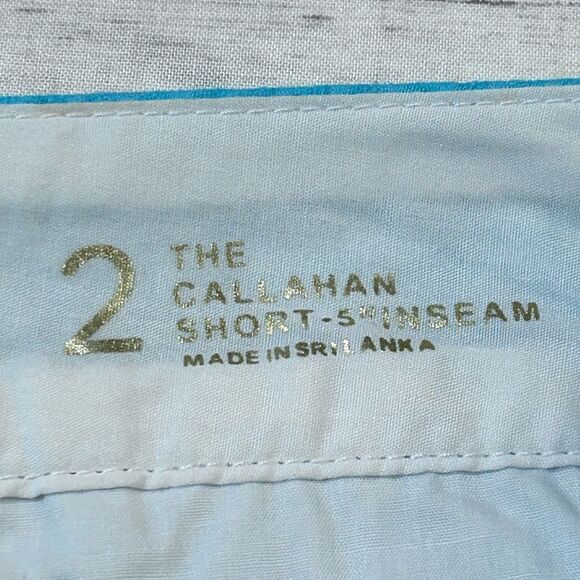 2
THE
CALLAHAN
SHORT-5"INSEAM
MADE IN SRI LANKA